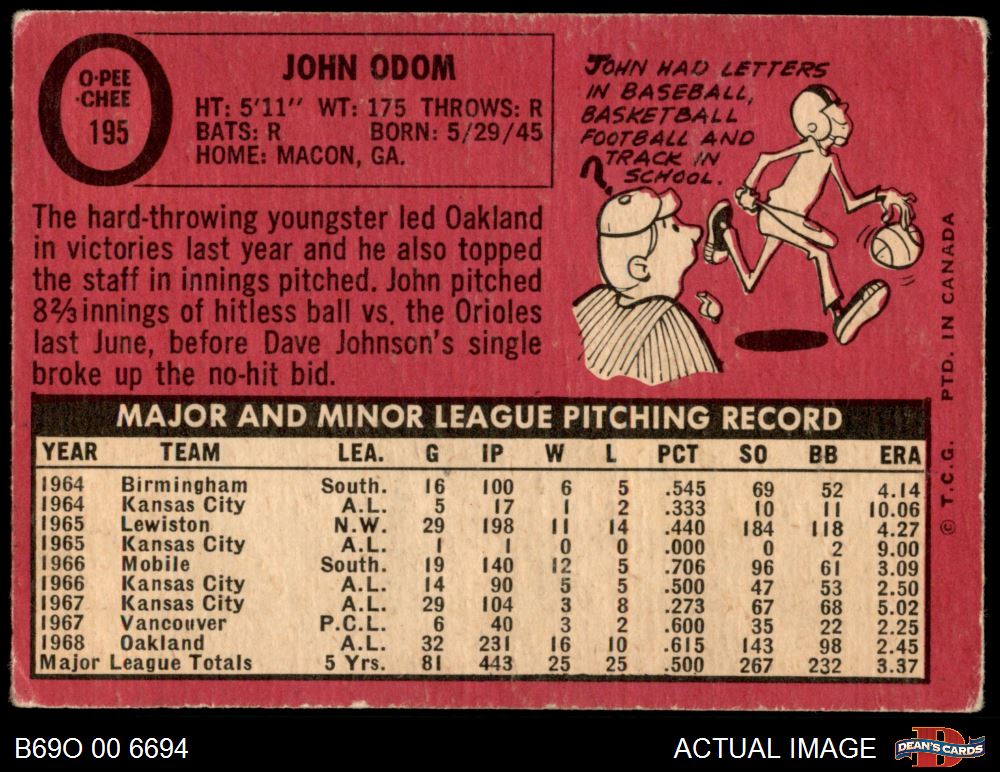 O-PEE
-CHEE
195
JOHN ODOM
HT: 5'11" WT: 175 THROWS: R
BATS: R BORN: 5/29/45
HOME: MACON, GA.
JOHN HAD LETTERS
IN BASEBALL,
BASKETBALL
FOOTBALL AND
TRACK IN
SCHOOL.
?
The hard-throwing youngster led Oakland
in victories last year and he also topped
the staff in innings pitched. John pitched
8⅔ innings of hitless ball vs. the Orioles
last June, before Dave Johnson's single
broke up the no-hit bid.
MAJOR AND MINOR LEAGUE PITCHING RECORD
YEAR TEAM LEA. G IP W L PCT SO BB ERA
1964 Birmingham South. 16 100 6 5 .545 69 52 4.14
1964 Kansas City A.L. 5 17 1 2 .333 10 11 10.06
1965 Lewiston N.W. 29 198 11 14 .440 184 118 4.27
1965 Kansas City A.L. 1 1 0 0 .000 0 2 9.00
1966 Mobile South. 19 140 12 5 .706 96 61 3.09
1966 Kansas City A.L. 14 90 5 5 .500 47 53 2.50
1967 Kansas City A.L. 29 104 3 8 .273 67 68 5.02
1967 Vancouver P.C.L. 6 40 3 2 .600 35 22 2.25
1968 Oakland A.L. 32 231 16 10 .615 143 98 2.45
Major League Totals 5 Yrs. 81 443 25 25 .500 267 232 3.37
© T.C.G. PTD. IN CANADA
B69O 00 6694
ACTUAL IMAGE
D
DEAN'S CARDS